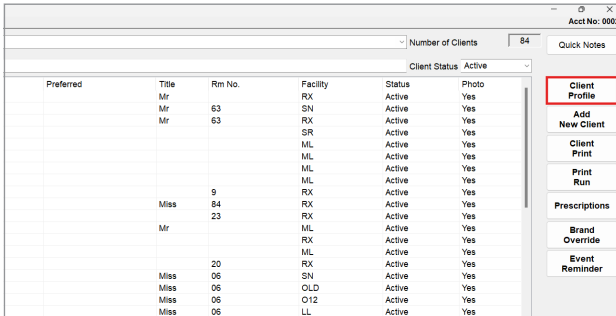 Acct No: 0002
Number of Clients 84 Quick Notes
Client Status Active
Preferred Title Rm No. Facility Status Photo
Mr RX Active Yes
Mr 63 SN Active Yes
Mr 63 RX Active Yes
SR Active Yes
ML Active Yes
ML Active Yes
ML Active Yes
ML Active Yes
9 RX Active Yes
Miss 84 RX Active Yes
23 RX Active Yes
Mr ML Active Yes
RX Active Yes
ML Active Yes
20 RX Active Yes
Miss 06 SN Active Yes
Miss 06 OLD Active Yes
Miss 06 O12 Active Yes
Miss 06 LL Active Yes
Client
Profile
Add
New Client
Client
Print
Print
Run
Prescriptions
Brand
Override
Event
Reminder